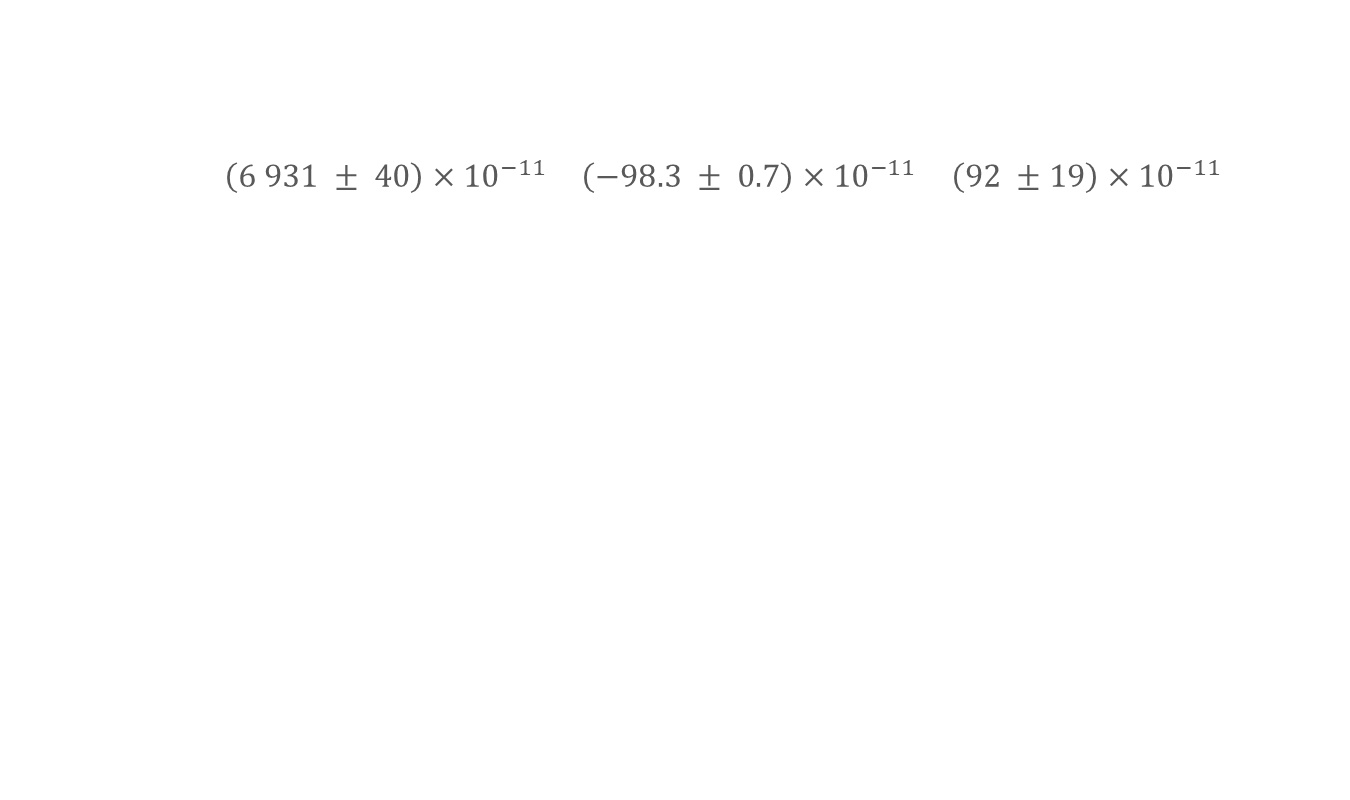 (6 931 ± 40) × 10⁻¹¹ (−98.3 ± 0.7) × 10⁻¹¹ (92 ± 19) × 10⁻¹¹